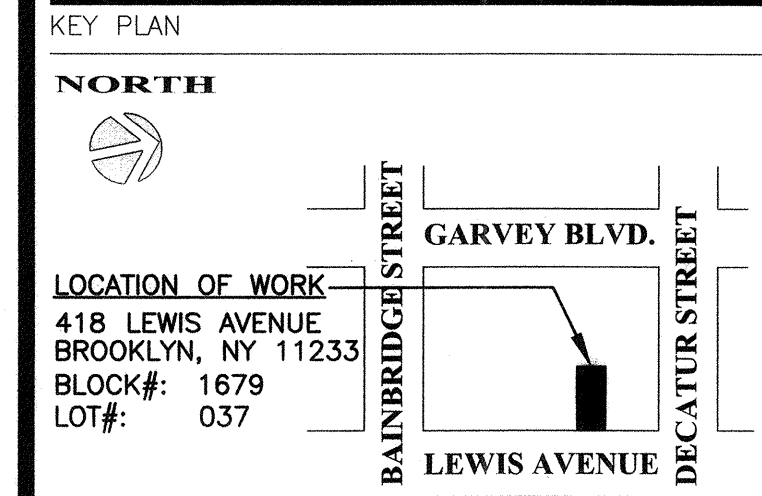 KEY PLAN
NORTH
GARVEY BLVD.
BAINBRIDGE STREET
DECATUR STREET
LOCATION OF WORK
418 LEWIS AVENUE
BROOKLYN, NY 11233
BLOCK#: 1679
LOT#: 037
LEWIS AVENUE